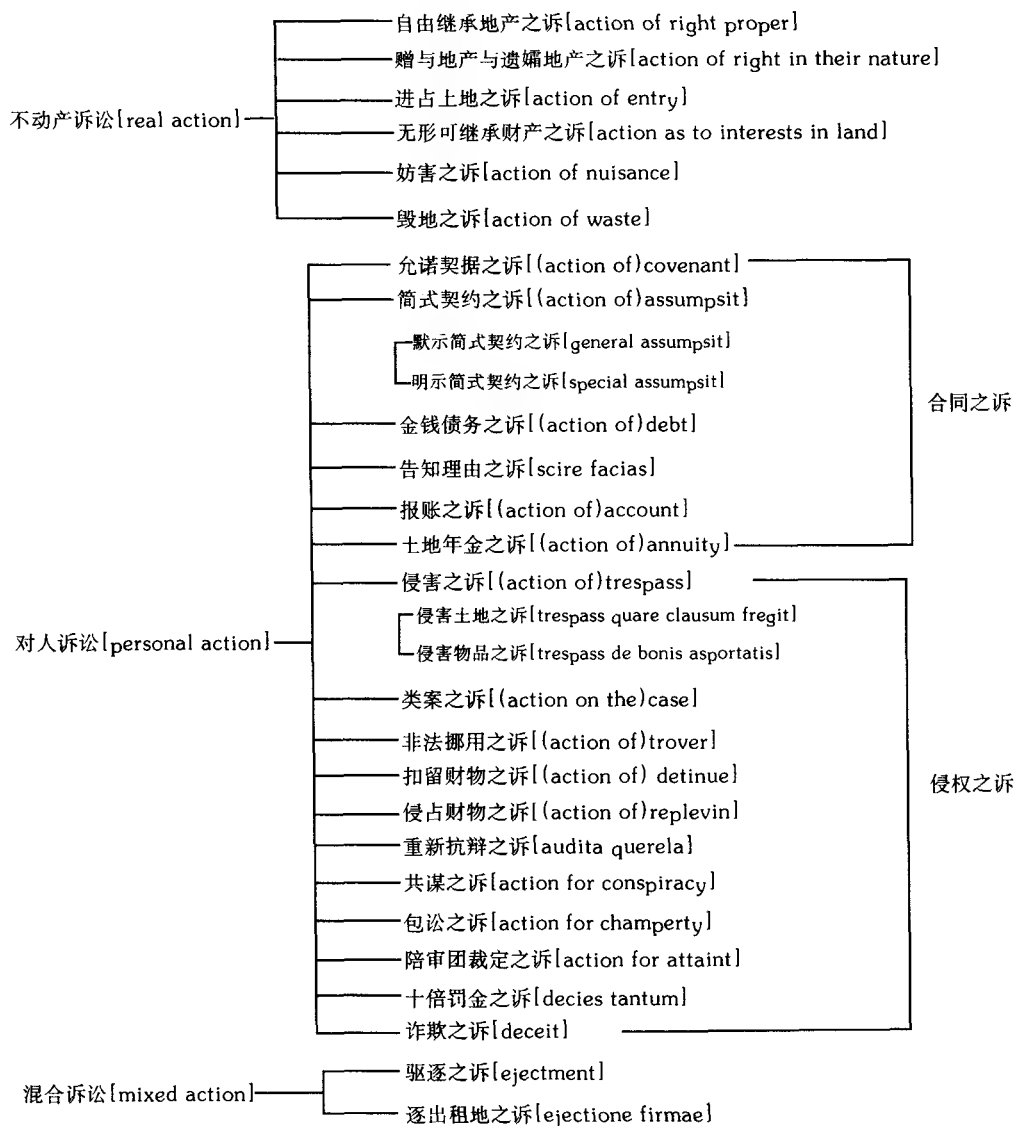 自由继承地产之诉[action of right proper]
赠与地产与遗孀地产之诉[action of right in their nature]
进占土地之诉[action of entry]
不动产诉讼[real action]
无形可继承财产之诉[action as to interests in land]
妨害之诉[action of nuisance]
毁地之诉[action of waste]
允诺契据之诉[(action of)covenant]
简式契约之诉[(action of)assumpsit]
默示简式契约之诉[general assumpsit]
明示简式契约之诉[special assumpsit]
合同之诉
金钱债务之诉[(action of)debt]
告知理由之诉[scire facias]
报账之诉[(action of)account]
土地年金之诉[(action of)annuity]
侵害之诉[(action of)trespass]
侵害土地之诉[trespass quare clausum fregit]
对人诉讼[personal action]
侵害物品之诉[trespass de bonis asportatis]
类案之诉[(action on the)case]
非法挪用之诉[(action of)trover]
扣留财物之诉[(action of) detinue]
侵权之诉
侵占财物之诉[(action of)replevin]
重新抗辩之诉[audita querela]
共谋之诉[action for conspiracy]
包讼之诉[action for champerty]
陪审团裁定之诉[action for attaint]
十倍罚金之诉[decies tantum]
诈欺之诉[deceit]
驱逐之诉[ejectment]
混合诉讼[mixed action]
逐出租地之诉[ejectione firmae]